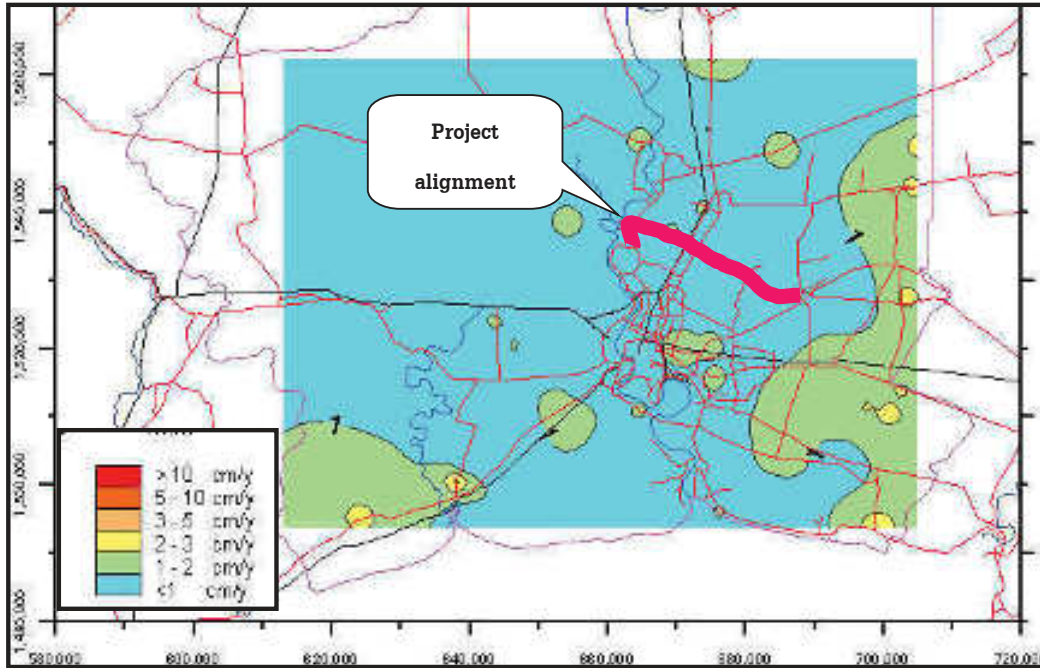 Project
alignment
1,560,000
1,540,000
1,520,000
1,500,000
1,480,000
1
1
>10 cm/y
5 - 10 cm/y
3 - 5 cm/y
2 - 3 cm/y
1 - 2 cm/y
<1 cm/y
580,000 600,000 620,000 640,000 660,000 680,000 700,000 720,000